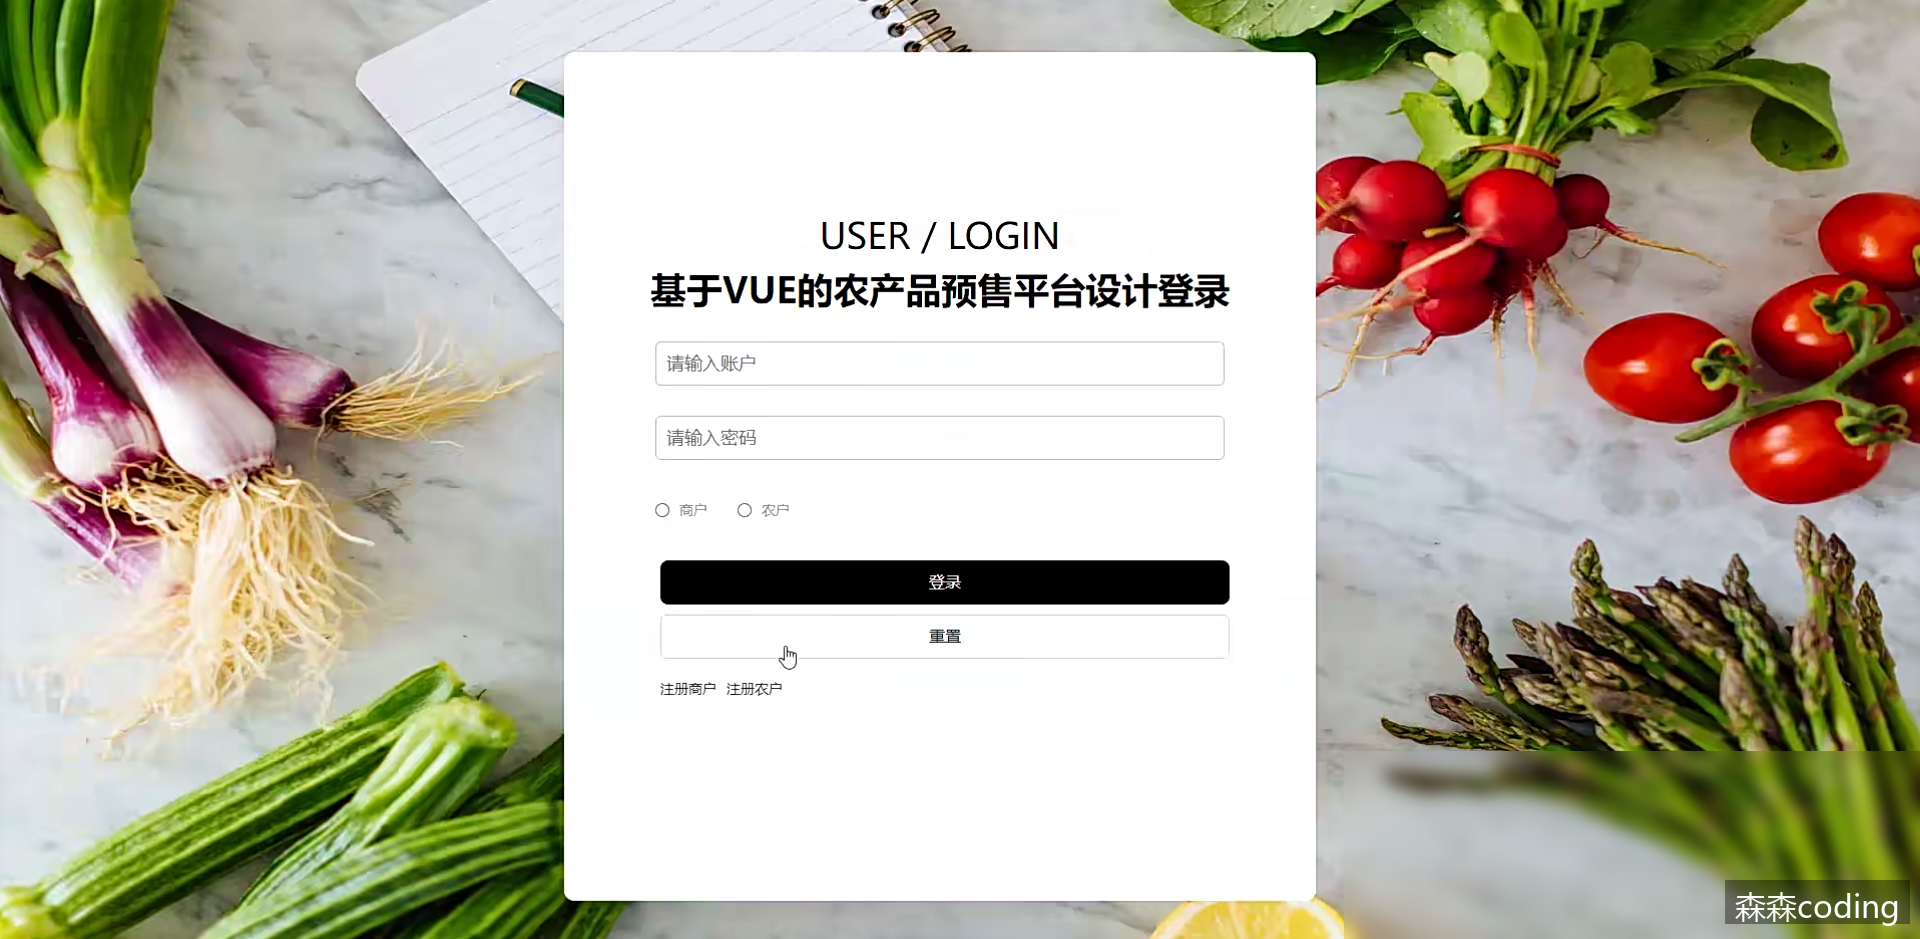 USER / LOGIN
基于VUE的农产品预售平台设计登录
请输入账户
请输入密码
商户 农户
登录
重置
注册商户 注册农户
森森coding